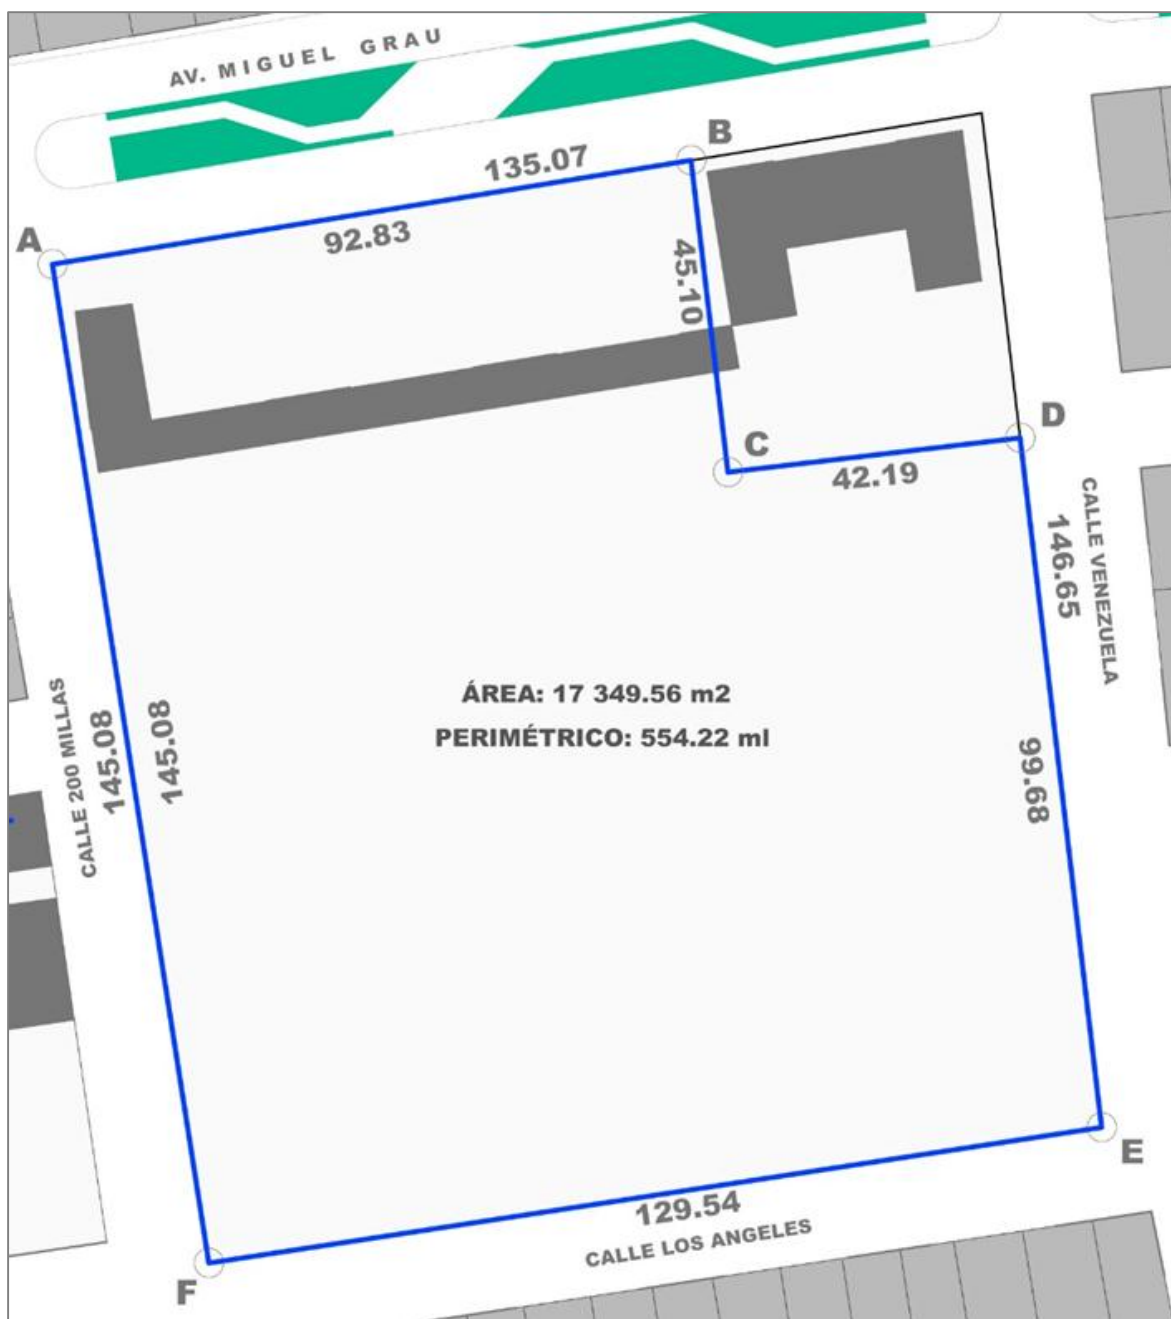 AV. MIGUEL GRAU
B
135.07
A
92.83
45.10
D
C
42.19
CALLE VENEZUELA
146.65
ÁREA: 17 349.56 m2
PERIMÉTRICO: 554.22 ml
CALLE 200 MILLAS
145.08
145.08
99.68
E
129.54
CALLE LOS ANGELES
F